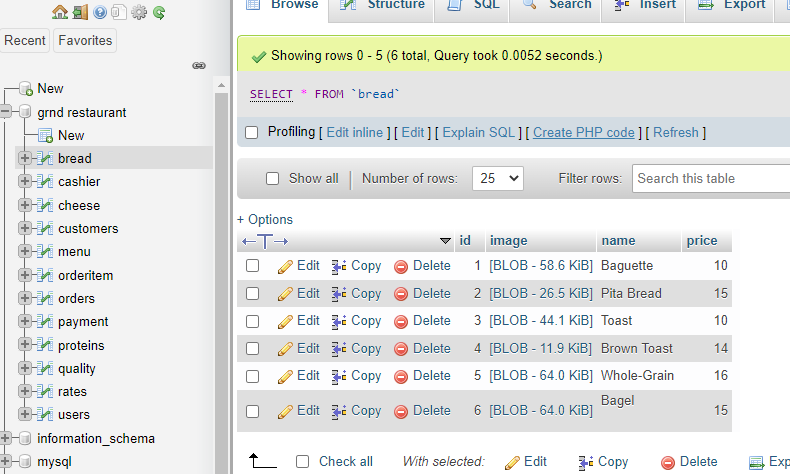 Browse Structure SQL Search Insert Export
Recent Favorites
New
grnd restaurant
New
bread
cashier
cheese
customers
menu
orderitem
orders
payment
proteins
quality
rates
users
information_schema
mysql
Showing rows 0 - 5 (6 total, Query took 0.0052 seconds.)
SELECT * FROM `bread`
Profiling [ Edit inline ] [ Edit ] [ Explain SQL ] [ Create PHP code ] [ Refresh ]
Show all | Number of rows: 25 Filter rows: Search this table
+ Options
←T→ id image name price
Edit Copy Delete 1 [BLOB - 58.6 KiB] Baguette 10
Edit Copy Delete 2 [BLOB - 26.5 KiB] Pita Bread 15
Edit Copy Delete 3 [BLOB - 44.1 KiB] Toast 10
Edit Copy Delete 4 [BLOB - 11.9 KiB] Brown Toast 14
Edit Copy Delete 5 [BLOB - 64.0 KiB] Whole-Grain 16
Edit Copy Delete 6 [BLOB - 64.0 KiB] Bagel 15
Check all With selected: Edit Copy Delete Exp